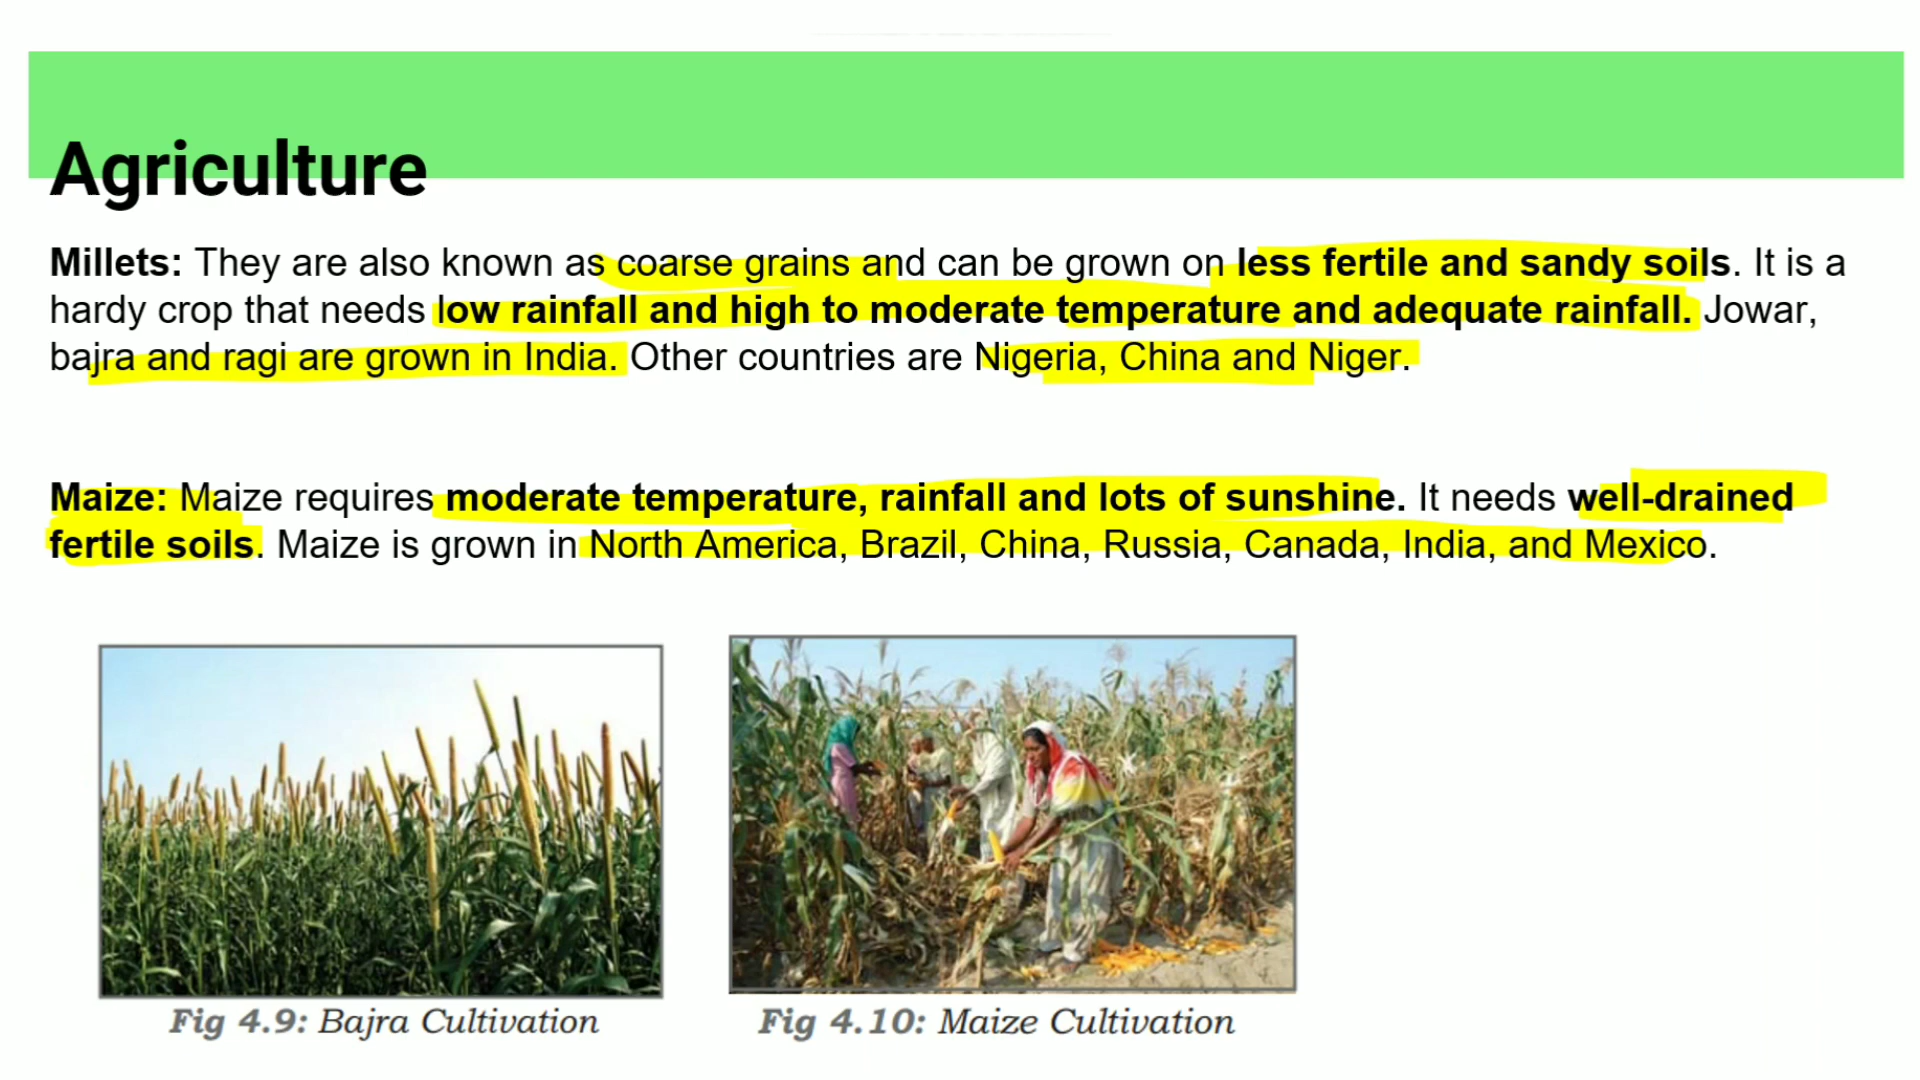 Agriculture
Millets: They are also known as coarse grains and can be grown on less fertile and sandy soils. It is a
hardy crop that needs low rainfall and high to moderate temperature and adequate rainfall. Jowar,
bajra and ragi are grown in India. Other countries are Nigeria, China and Niger.
Maize: Maize requires moderate temperature, rainfall and lots of sunshine. It needs well-drained
fertile soils. Maize is grown in North America, Brazil, China, Russia, Canada, India, and Mexico.
Fig 4.9: Bajra Cultivation
Fig 4.10: Maize Cultivation